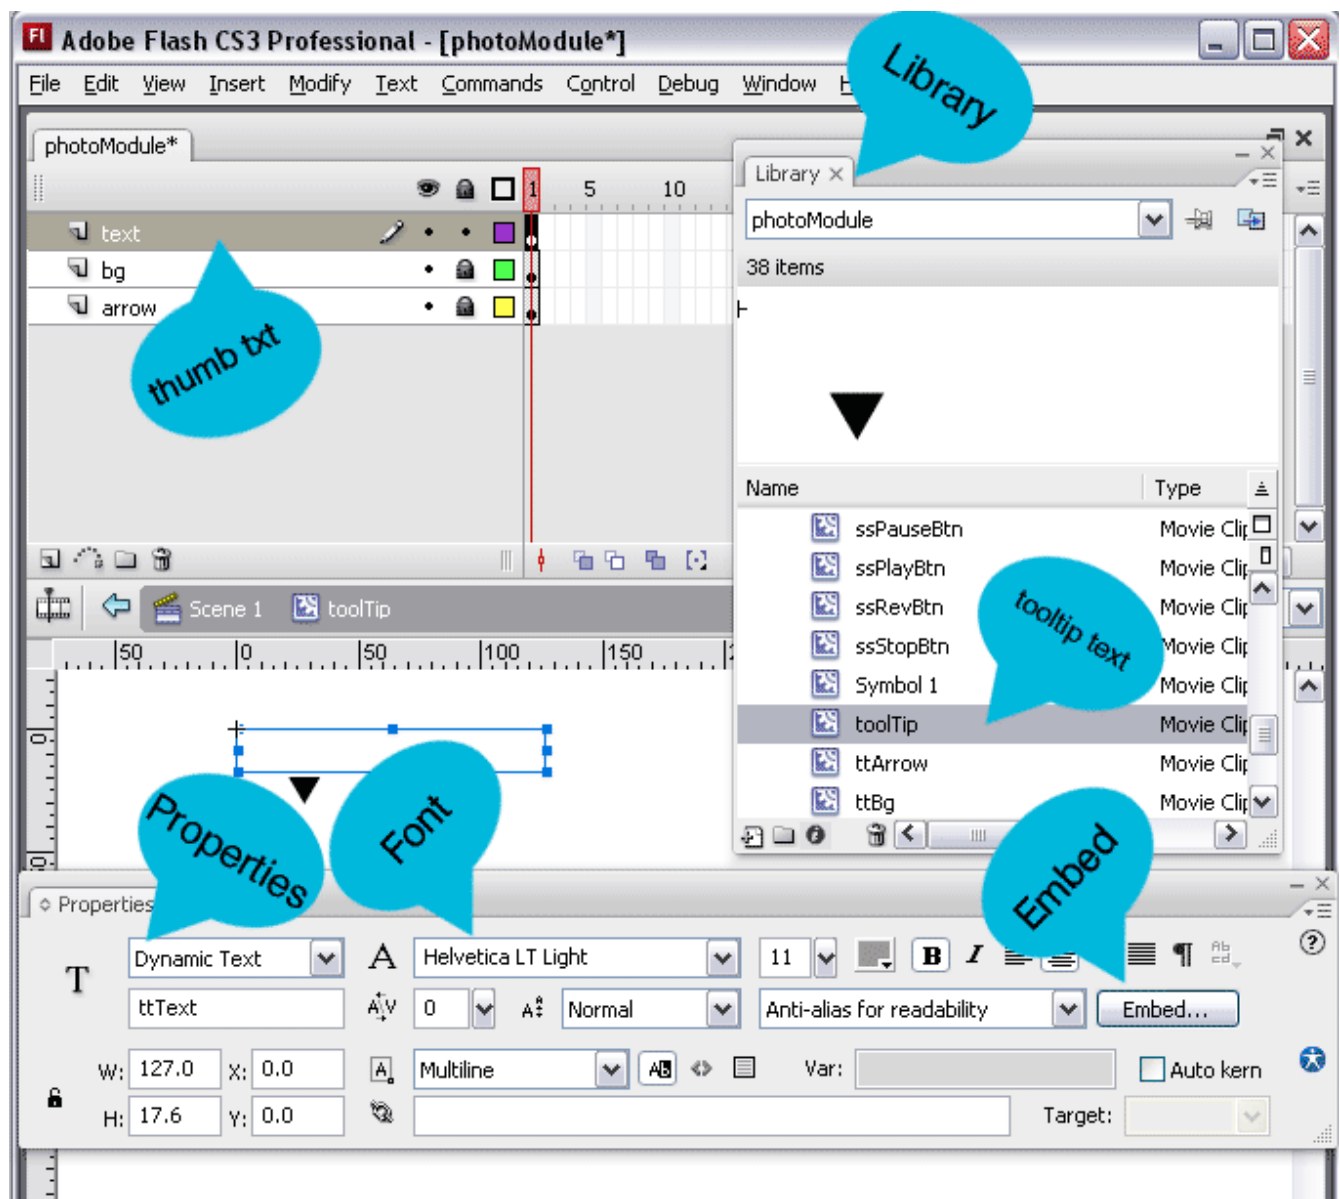 Fl Adobe Flash CS3 Professional - [photoModule*]
File Edit View Insert Modify Text Commands Control Debug Window
Library
photoModule*
1 5 10
Library
photoModule
38 items
text
bg
arrow
thumb txt
Name Type
ssPauseBtn Movie Clip
ssPlayBtn Movie Clip
ssRevBtn Movie Clip
ssStopBtn Movie Clip
Symbol 1 Movie Clip
toolTip Movie Clip
ttArrow Movie Clip
ttBg Movie Clip
tooltip text
Scene 1 toolTip
50 0 50 100 150
0
Properties
Font
Embed
Properties
T Dynamic Text A Helvetica LT Light 11 B I
ttText A|V 0 Normal Anti-alias for readability Embed...
W: 127.0 X: 0.0 Multiline AB Var: Auto kern
H: 17.6 Y: 0.0 Target: